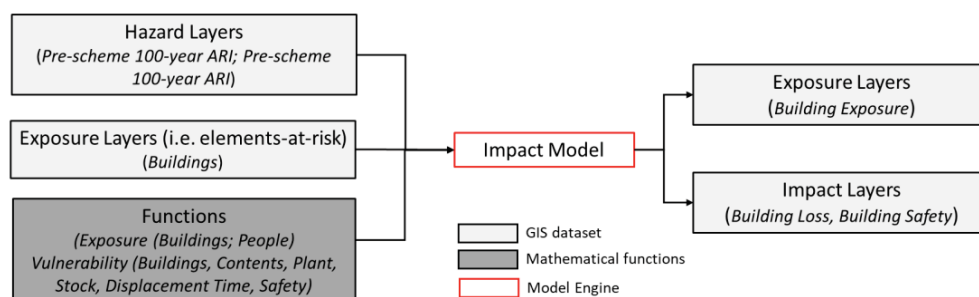 Hazard Layers
(Pre-scheme 100-year ARI; Pre-scheme
100-year ARI)
Exposure Layers (i.e. elements-at-risk)
(Buildings)
Functions
(Exposure (Buildings; People)
Vulnerability (Buildings, Contents, Plant,
Stock, Displacement Time, Safety)
Impact Model
Exposure Layers
(Building Exposure)
Impact Layers
(Building Loss, Building Safety)
GIS dataset
Mathematical functions
Model Engine